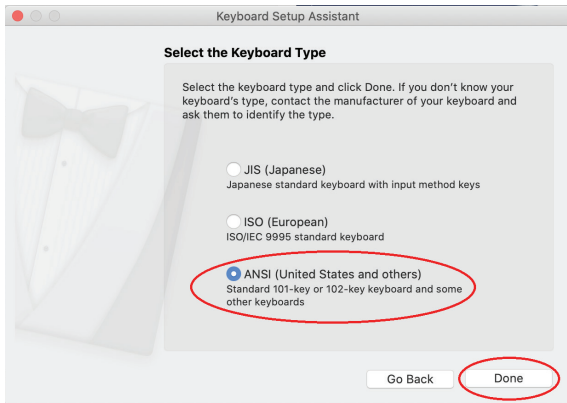 Keyboard Setup Assistant
Select the Keyboard Type
Select the keyboard type and click Done. If you don't know your
keyboard's type, contact the manufacturer of your keyboard and
ask them to identify the type.
JIS (Japanese)
Japanese standard keyboard with input method keys
ISO (European)
ISO/IEC 9995 standard keyboard
ANSI (United States and others)
Standard 101-key or 102-key keyboard and some
other keyboards
Go Back
Done